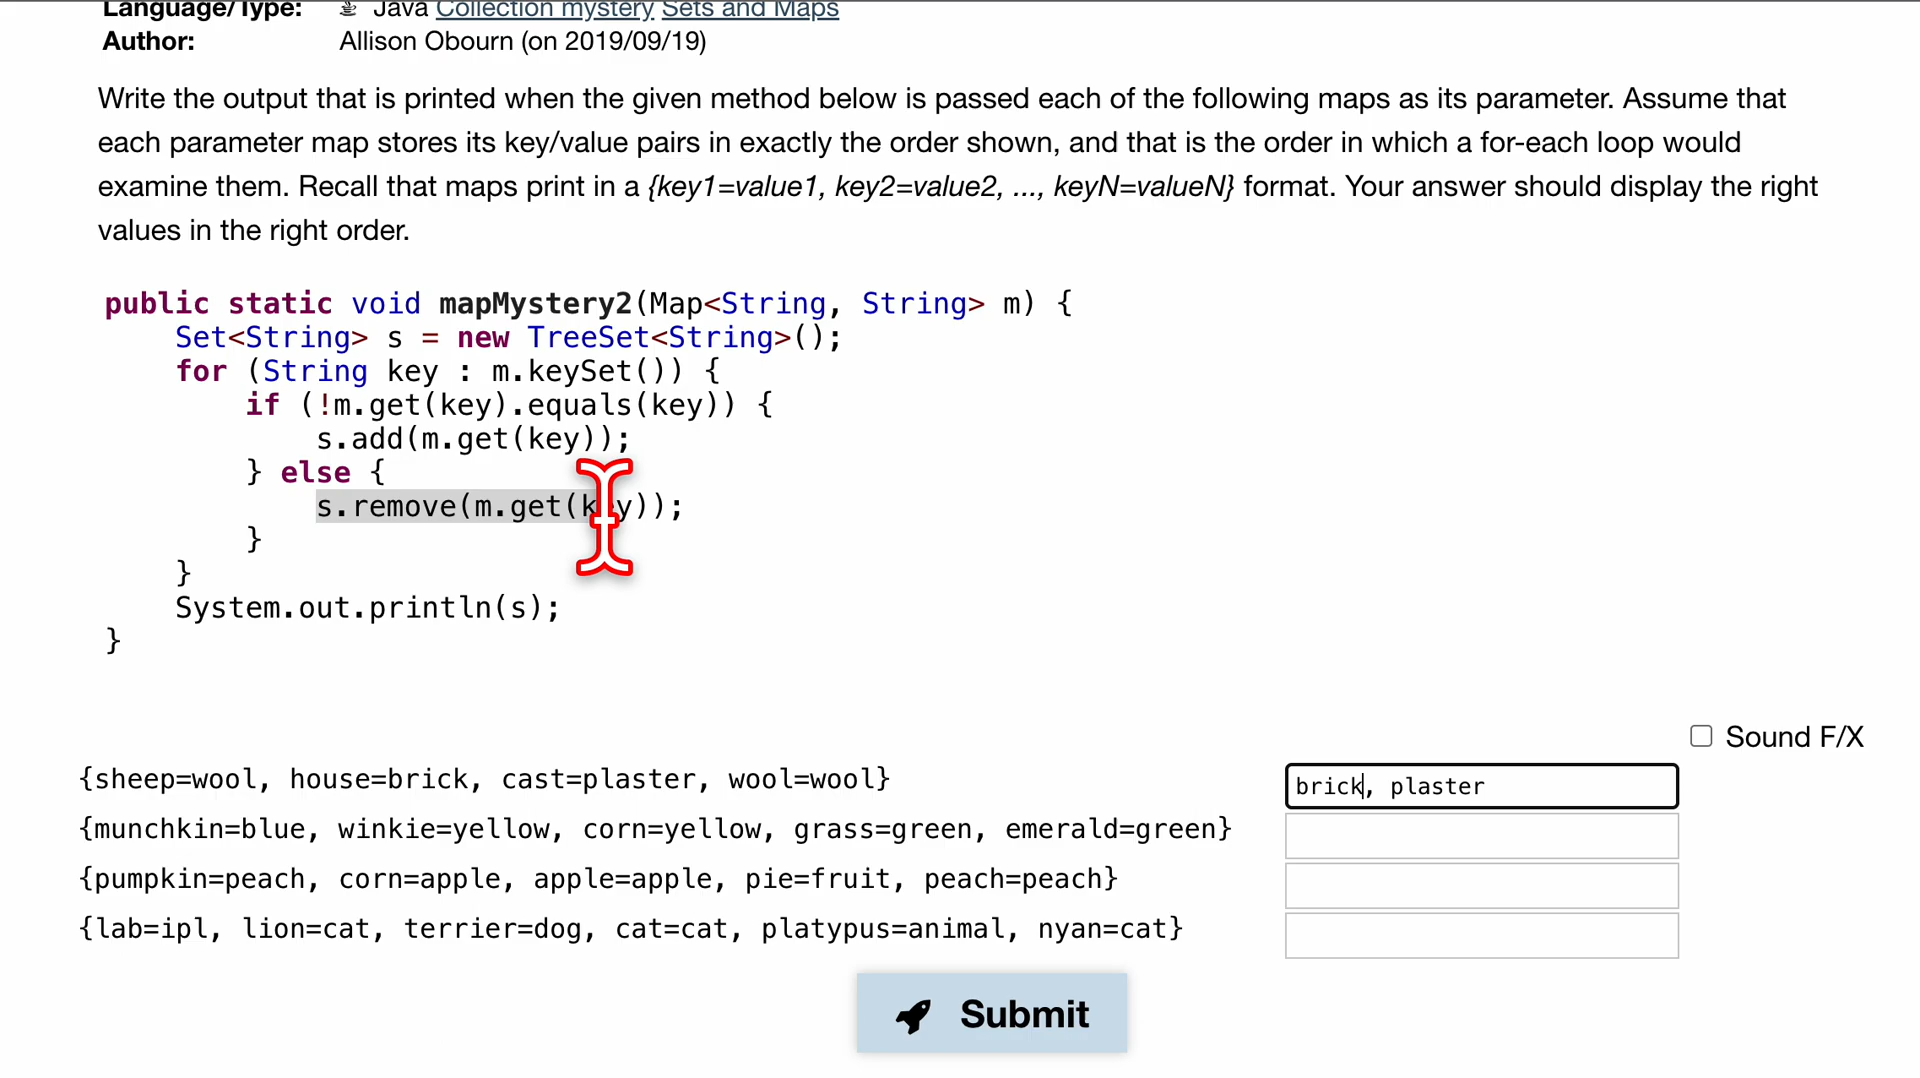 Language/Type: Java Collection mystery Sets and Maps
Author: Allison Obourn (on 2019/09/19)
Write the output that is printed when the given method below is passed each of the following maps as its parameter. Assume that
each parameter map stores its key/value pairs in exactly the order shown, and that is the order in which a for-each loop would
examine them. Recall that maps print in a {key1=value1, key2=value2, ..., keyN=valueN} format. Your answer should display the right
values in the right order.
public static void mapMystery2(Map<String, String> m) {
    Set<String> s = new TreeSet<String>();
    for (String key : m.keySet()) {
        if (!m.get(key).equals(key)) {
            s.add(m.get(key));
        } else {
            s.remove(m.get(key));
        }
    }
    System.out.println(s);
}
Sound F/X
{sheep=wool, house=brick, cast=plaster, wool=wool} brick, plaster
{munchkin=blue, winkie=yellow, corn=yellow, grass=green, emerald=green}
{pumpkin=peach, corn=apple, apple=apple, pie=fruit, peach=peach}
{lab=ipl, lion=cat, terrier=dog, cat=cat, platypus=animal, nyan=cat}
Submit